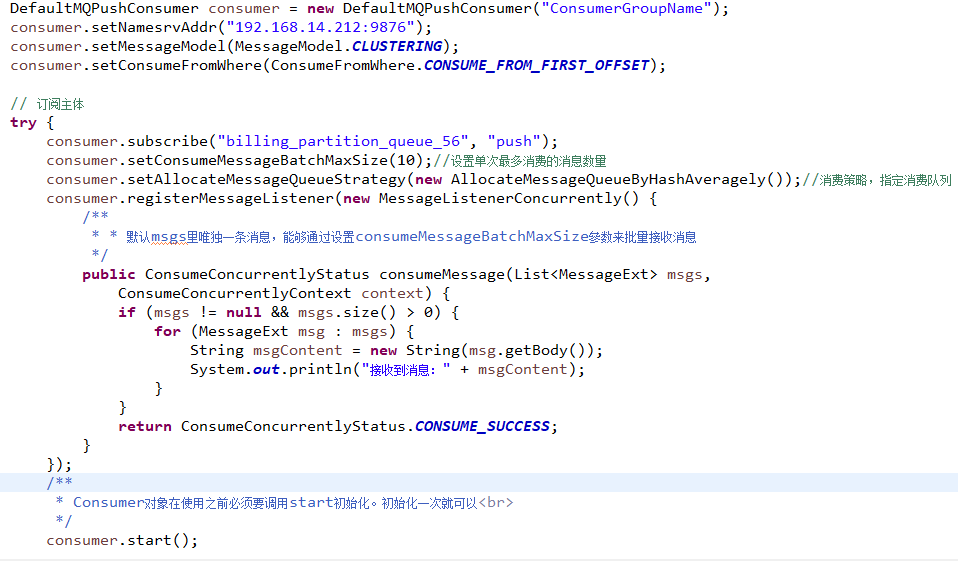 DefaultMQPushConsumer consumer = new DefaultMQPushConsumer("ConsumerGroupName");
consumer.setNamesrvAddr("192.168.14.212:9876");
consumer.setMessageModel(MessageModel.CLUSTERING);
consumer.setConsumeFromWhere(ConsumeFromWhere.CONSUME_FROM_FIRST_OFFSET);
// 订阅主体
try {
consumer.subscribe("billing_partition_queue_56", "push");
consumer.setConsumeMessageBatchMaxSize(10);//设置单次最多消费的消息数量
consumer.setAllocateMessageQueueStrategy(new AllocateMessageQueueByHashAveragely());//消费策略，指定消费队列
consumer.registerMessageListener(new MessageListenerConcurrently() {
/**
* * 默认msgs里唯独一条消息，能够通过设置consumeMessageBatchMaxSize參数来批量接收消息
*/
public ConsumeConcurrentlyStatus consumeMessage(List<MessageExt> msgs,
ConsumeConcurrentlyContext context) {
if (msgs != null && msgs.size() > 0) {
for (MessageExt msg : msgs) {
String msgContent = new String(msg.getBody());
System.out.println("接收到消息：" + msgContent);
}
}
return ConsumeConcurrentlyStatus.CONSUME_SUCCESS;
}
});
/**
* Consumer对象在使用之前必须要调用start初始化。初始化一次就可以<br>
*/
consumer.start();